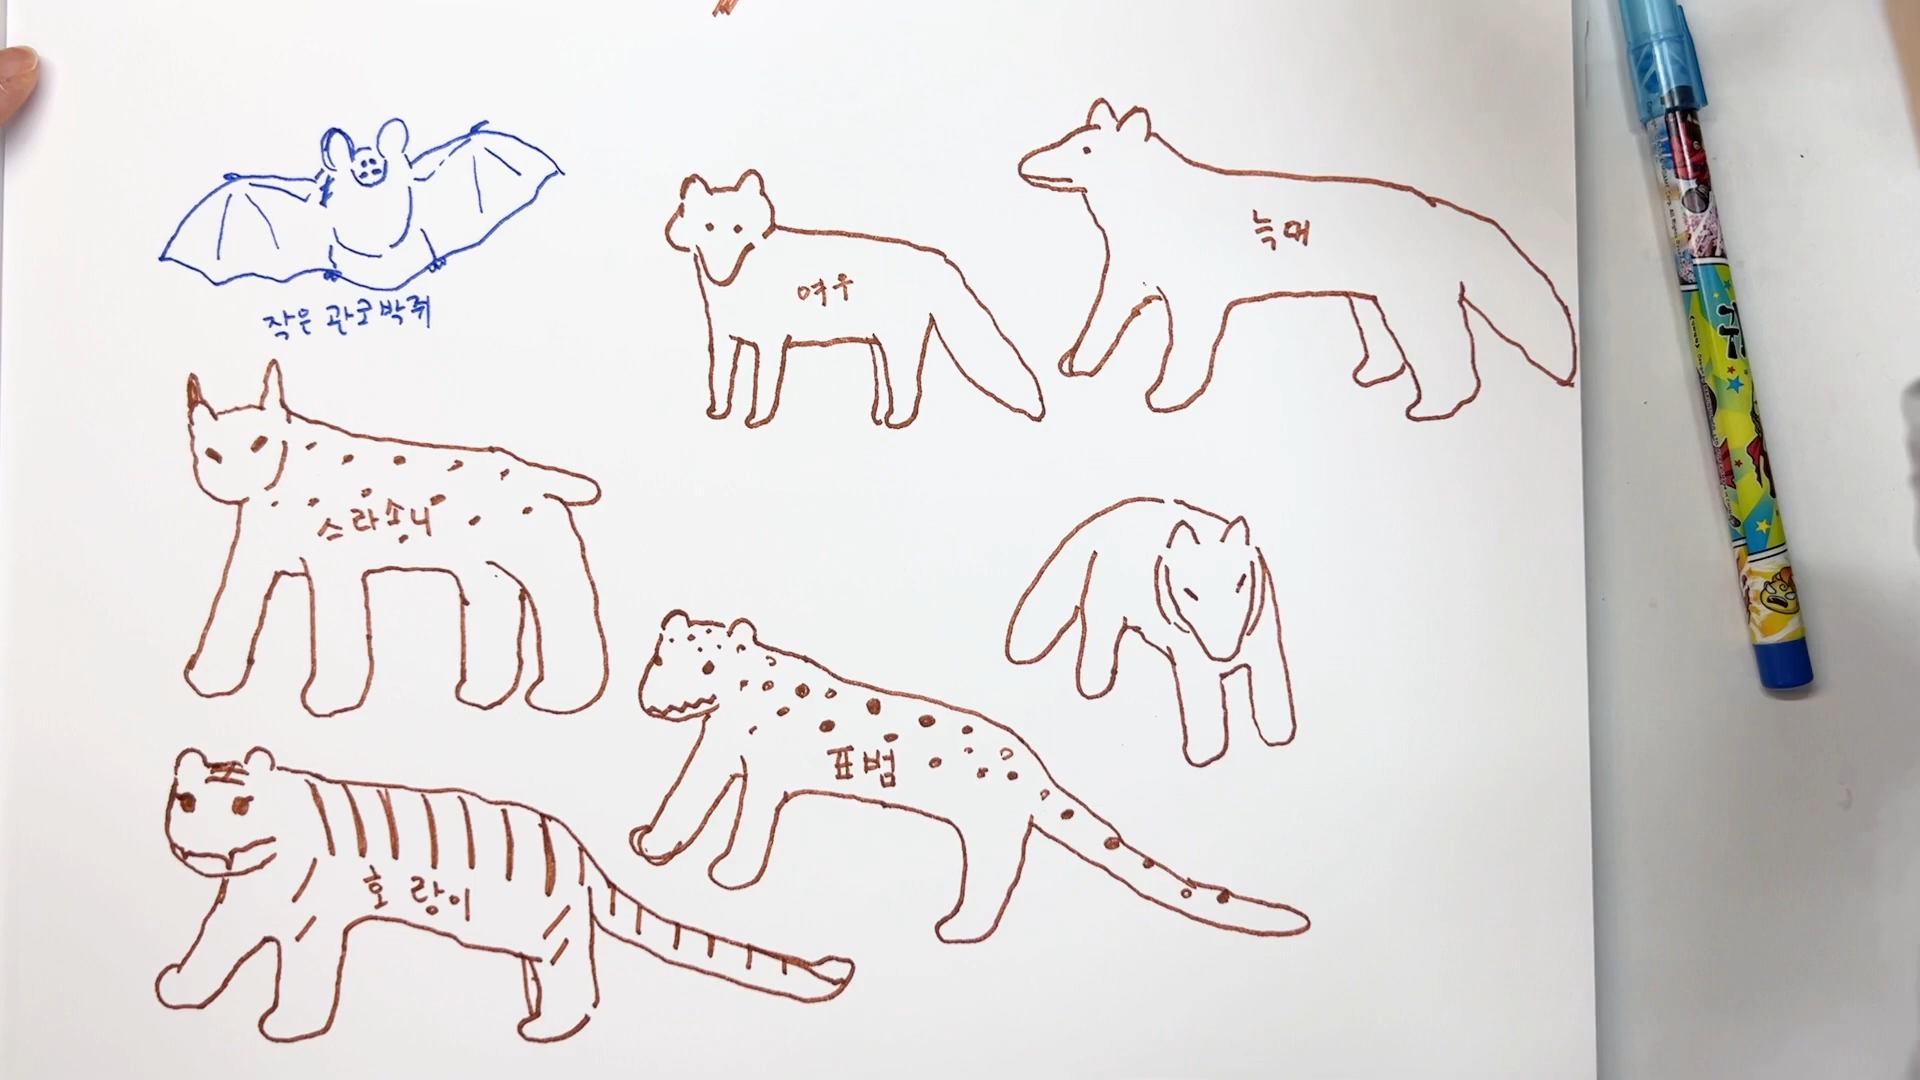 작은 관코박쥐
여우
늑대
스라소니
표범
호랑이